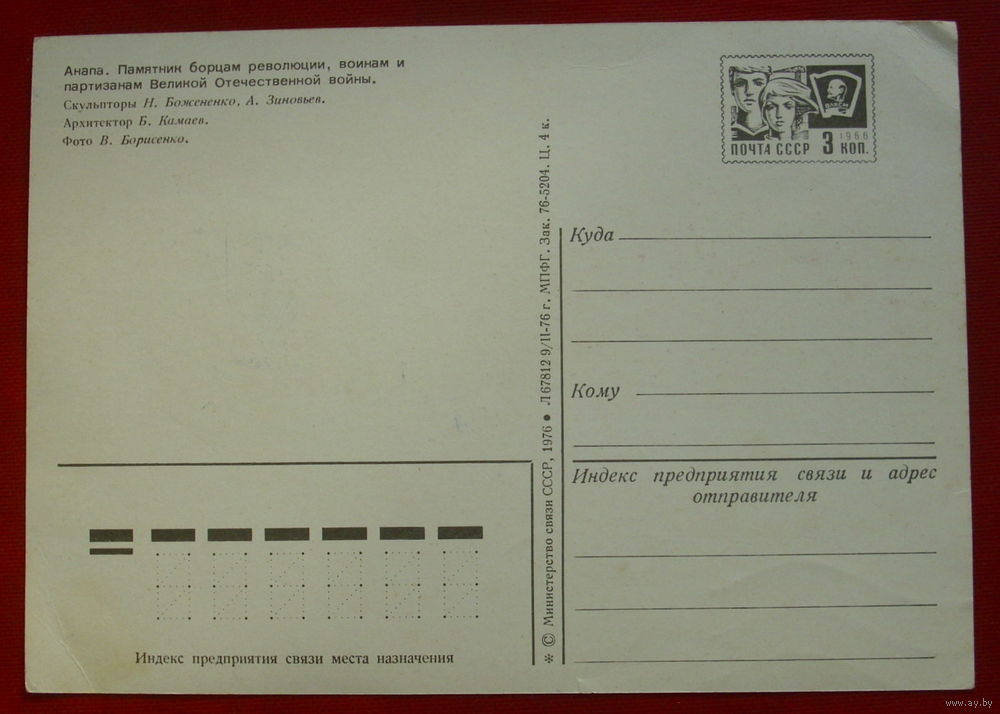 Анапа. Памятник борцам революции, воинам и
партизанам Великой Отечественной войны.
Скульпторы Н. Божененко, А. Зиновьев.
Архитектор Б. Камаев.
Фото В. Борисенко.
ВЛКСМ
1966
ПОЧТА СССР 3 КОП.
Куда
Кому
Индекс предприятия связи и адрес
отправителя
* © Министерство связи СССР, 1976 ● Л 67812 9/II-76 г. МПФГ. Зак. 76-5204. Ц. 4 к.
Индекс предприятия связи места назначения
www.ay.by